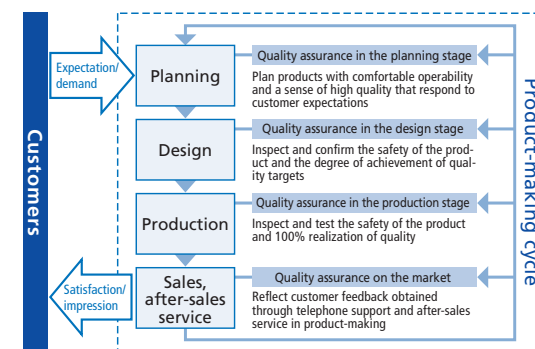 Customers
Expectation/
demand
Planning
Quality assurance in the planning stage
Plan products with comfortable operability
and a sense of high quality that respond to
customer expectations
Design
Quality assurance in the design stage
Inspect and confirm the safety of the prod-
uct and the degree of achievement of qual-
ity targets
Production
Quality assurance in the production stage
Inspect and test the safety of the product
and 100% realization of quality
Satisfaction/
impression
Sales,
after-sales
service
Quality assurance on the market
Reflect customer feedback obtained
through telephone support and after-sales
service in product-making
Product-making cycle